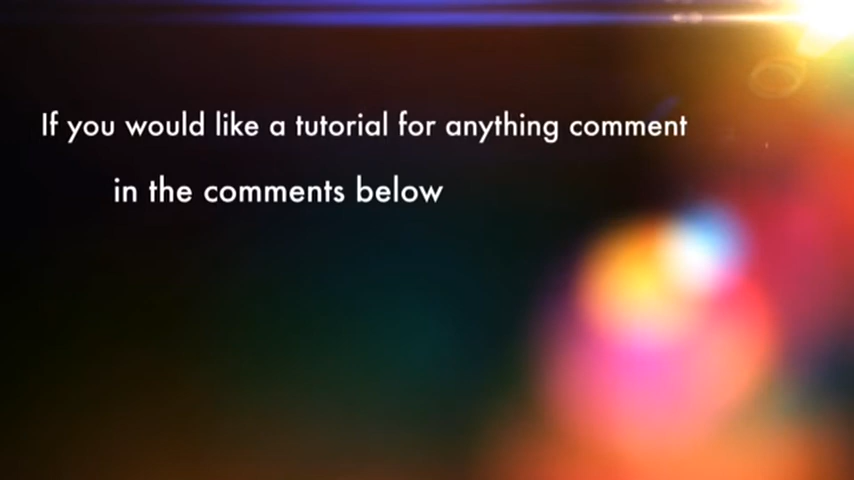 If you would like a tutorial for anything comment
in the comments below